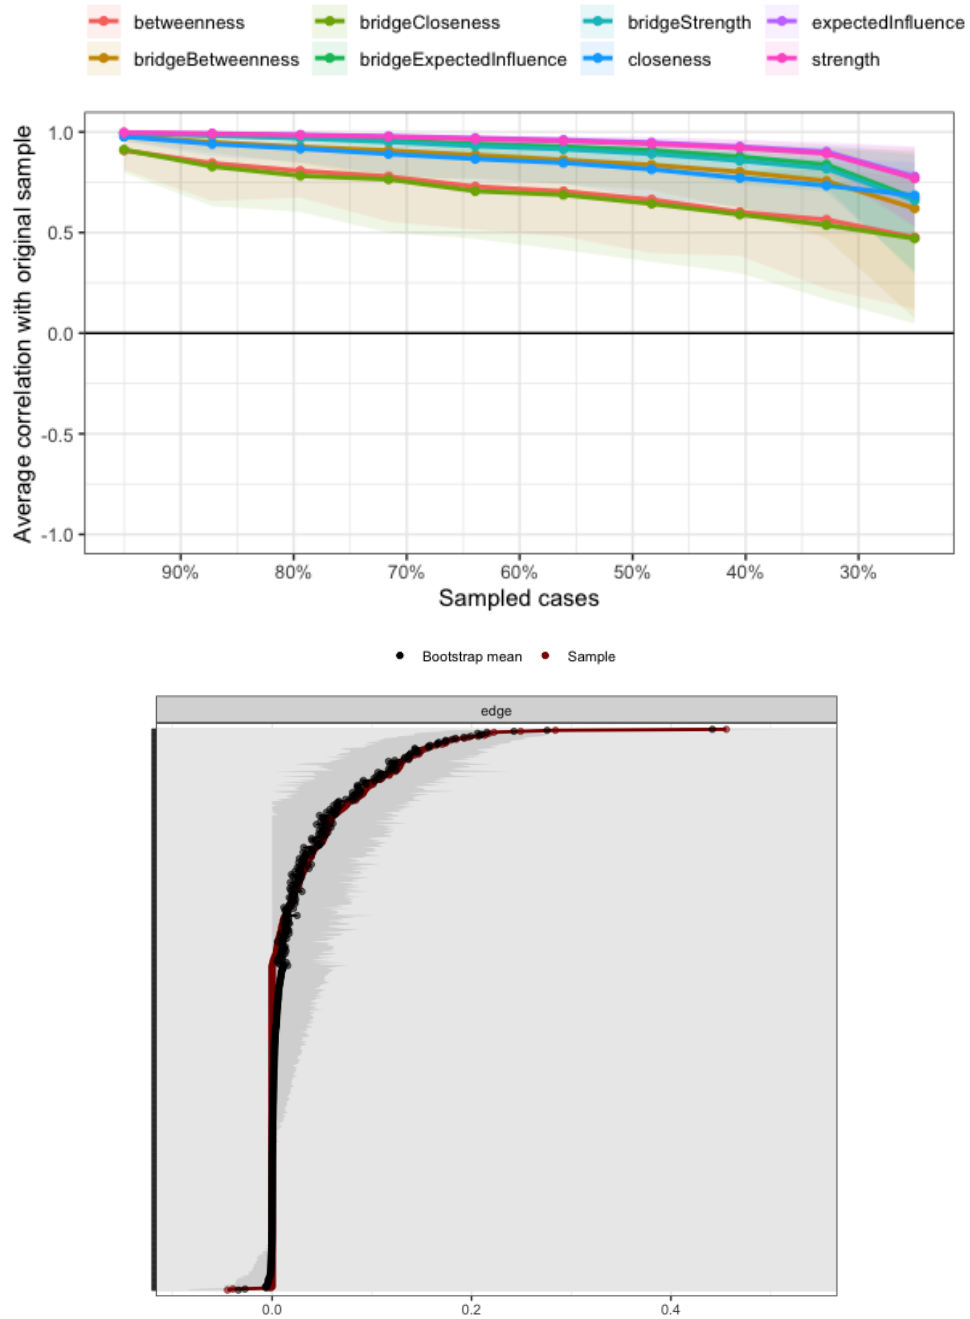 betweenness bridgeCloseness bridgeStrength expectedInfluence
bridgeBetweenness bridgeExpectedInfluence closeness strength
Average correlation with original sample
1.0
0.5
0.0
-0.5
-1.0
90% 80% 70% 60% 50% 40% 30%
Sampled cases
Bootstrap mean Sample
edge
0.0 0.2 0.4